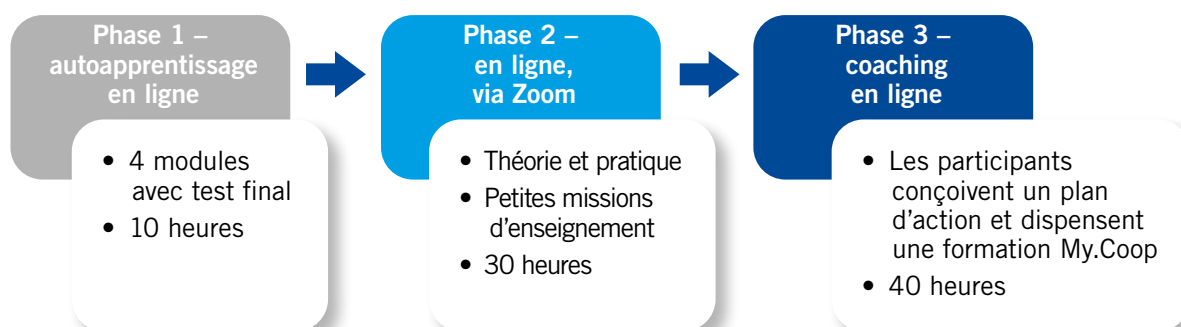 Phase 1 –
autoapprentissage
en ligne
• 4 modules
avec test final
• 10 heures
Phase 2 –
en ligne,
via Zoom
• Théorie et pratique
• Petites missions
d’enseignement
• 30 heures
Phase 3 –
coaching
en ligne
• Les participants
conçoivent un plan
d’action et dispensent
une formation My.Coop
• 40 heures